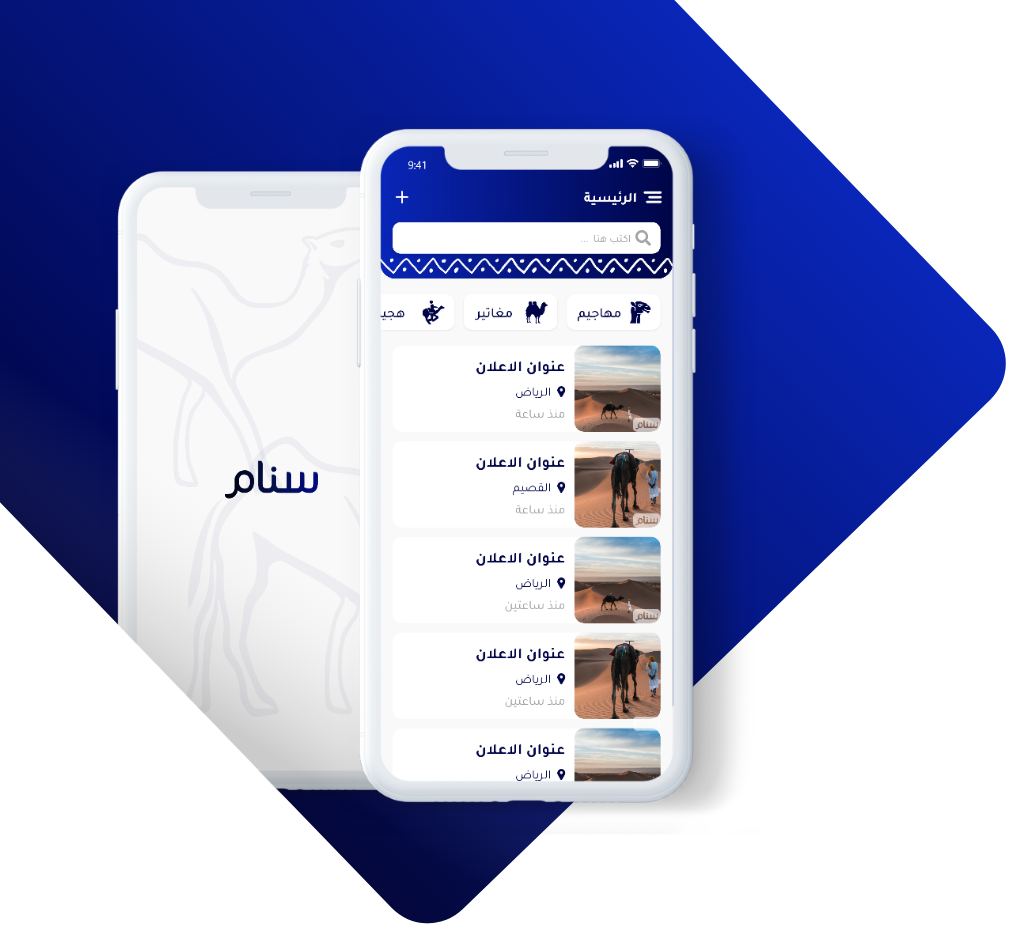 سنام
9:41
الرئيسية
اكتب هنا ...
مهاجيم
مغاتير
هجي
عنوان الاعلان
الرياض
منذ ساعة
سنام
عنوان الاعلان
القصيم
منذ ساعة
سنام
عنوان الاعلان
الرياض
منذ ساعتين
سنام
عنوان الاعلان
الرياض
منذ ساعتين
عنوان الاعلان
الرياض